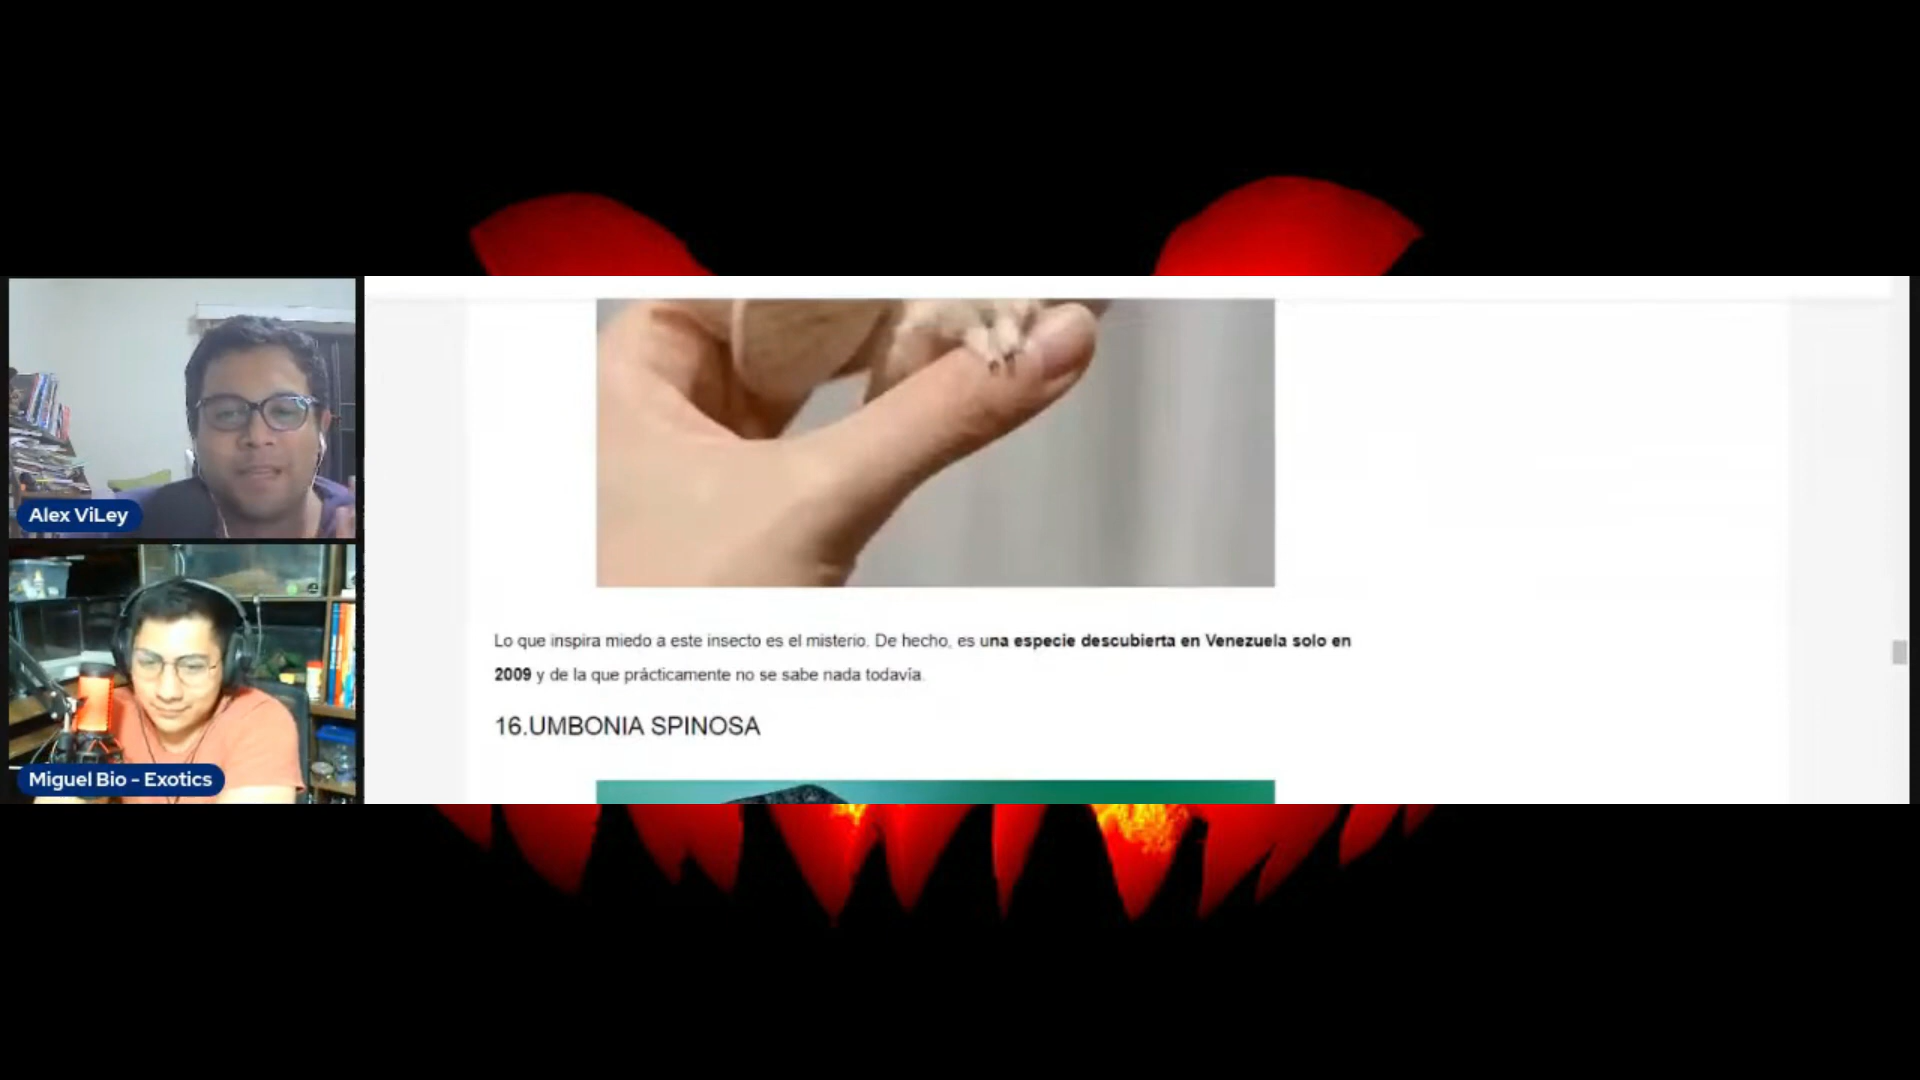 Alex ViLey
Miguel Bio - Exotics
Lo que inspira miedo a este insecto es el misterio. De hecho, es una especie descubierta en Venezuela solo en
2009 y de la que prácticamente no se sabe nada todavía.
16.UMBONIA SPINOSA